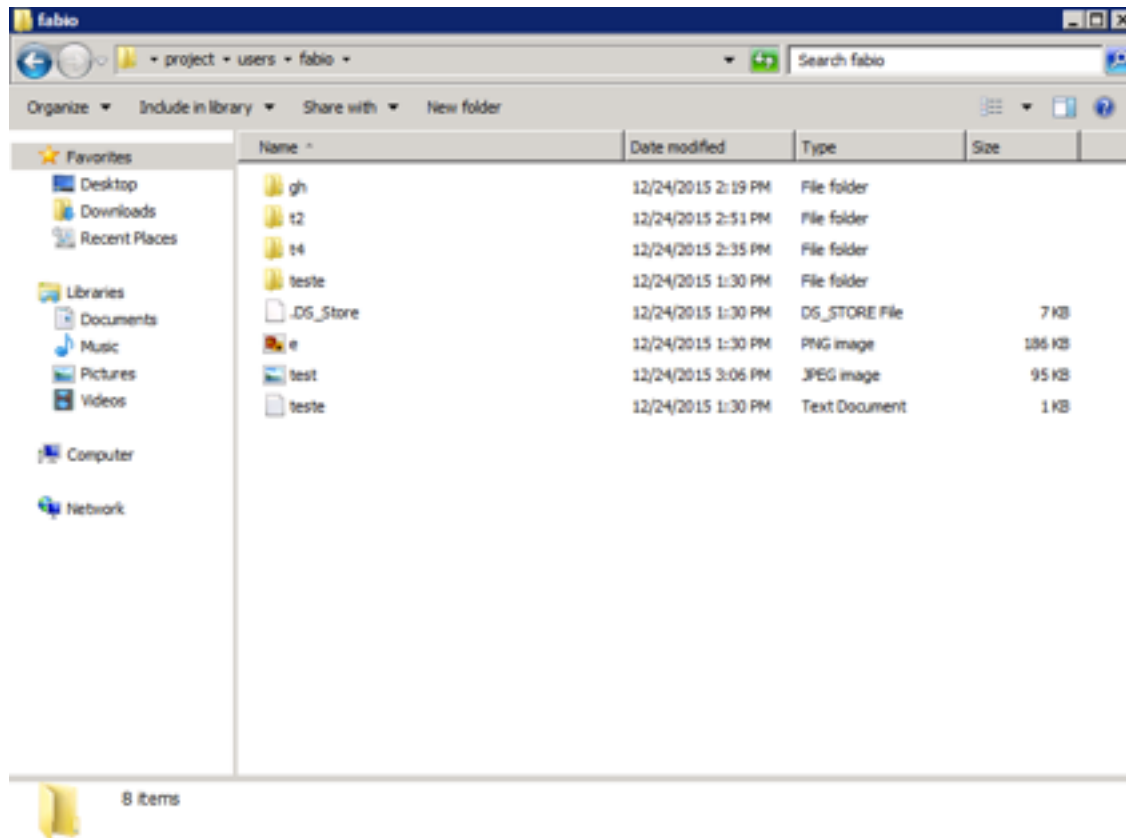 fabio
project users fabio Search fabio
Organize Include in library Share with New folder
Name Date modified Type Size
Favorites
Desktop
Downloads
Recent Places
Libraries
Documents
Music
Pictures
Videos
Computer
Network
gh 12/24/2015 2:19 PM File folder
t2 12/24/2015 2:51 PM File folder
t4 12/24/2015 2:35 PM File folder
teste 12/24/2015 1:30 PM File folder
.DS_Store 12/24/2015 1:30 PM DS_STORE File 7 KB
e 12/24/2015 1:30 PM PNG image 186 KB
test 12/24/2015 3:06 PM JPEG image 95 KB
teste 12/24/2015 1:30 PM Text Document 1 KB
8 items